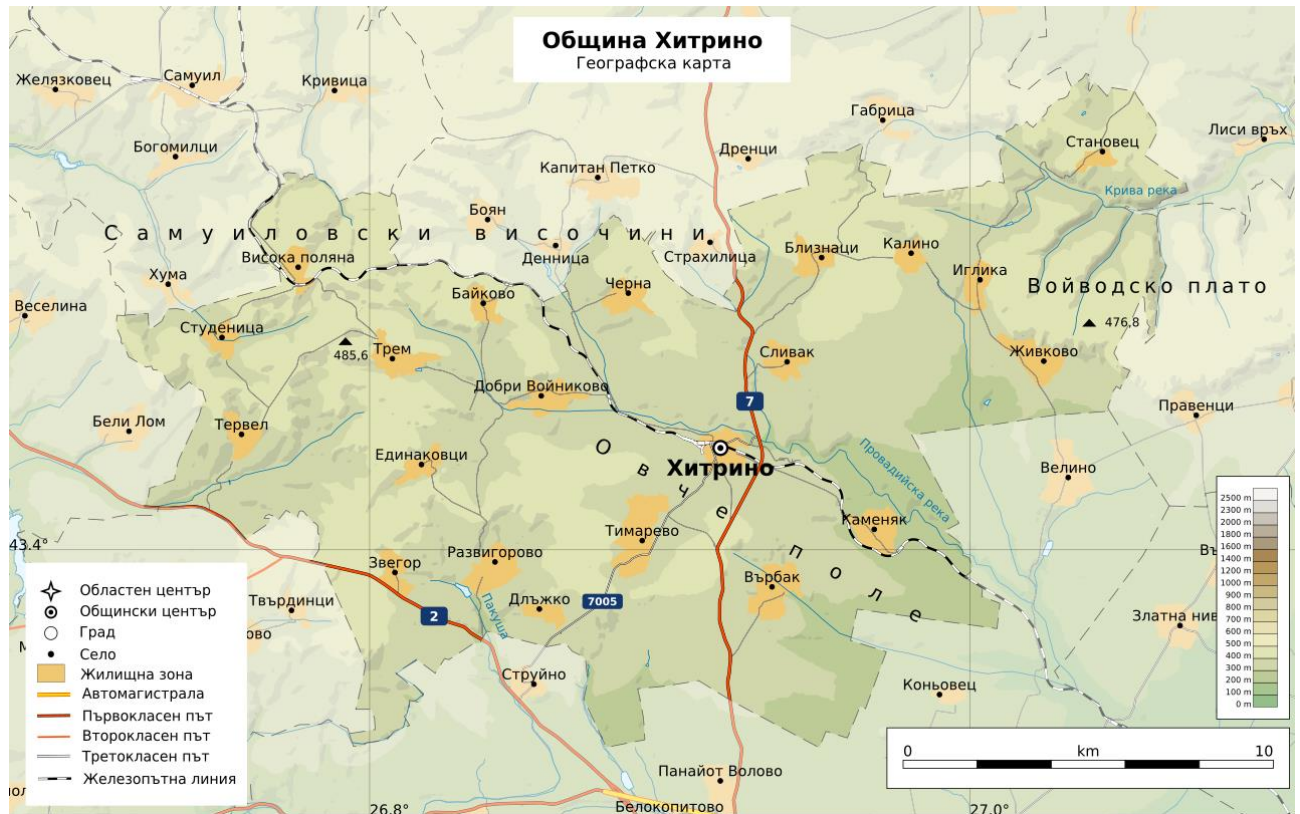 Община Хитрино
Географска карта
Желязковец
Самуил
Кривица
Габрица
Лиси връх
Становец
Богомилци
Дренци
Капитан Петко
Крива река
Боян
Самуиловски височини
Денница
Страхилица
Близнаци
Калино
Висока поляна
Хума
Иглика
Войводско плато
Черна
Байково
Веселина
476,8
Студеница
485,6
Трем
Сливак
Живково
Добри Войниково
7
Правенци
Бели Лом
Тервел
Единаковци
Овче поле
Хитрино
Провадийска река
Велино
2500 m
2300 m
2000 m
1800 m
1600 m
1400 m
1200 m
1000 m
900 m
800 m
700 m
600 m
500 m
400 m
300 m
200 m
100 m
0 m
Тимарево
Каменяк
43.4°
Звегор
Развигорово
Върбак
Длъжко
7005
2
Пакуша
Твърдинци
Златна нив
Струйно
Коньовец
Областен център
Общински център
Град
Село
Жилищна зона
Автомагистрала
Първокласен път
Второкласен път
Третокласен път
Железопътна линия
0 km 10
Панайот Волово
Белокопитово
26.8°
27.0°